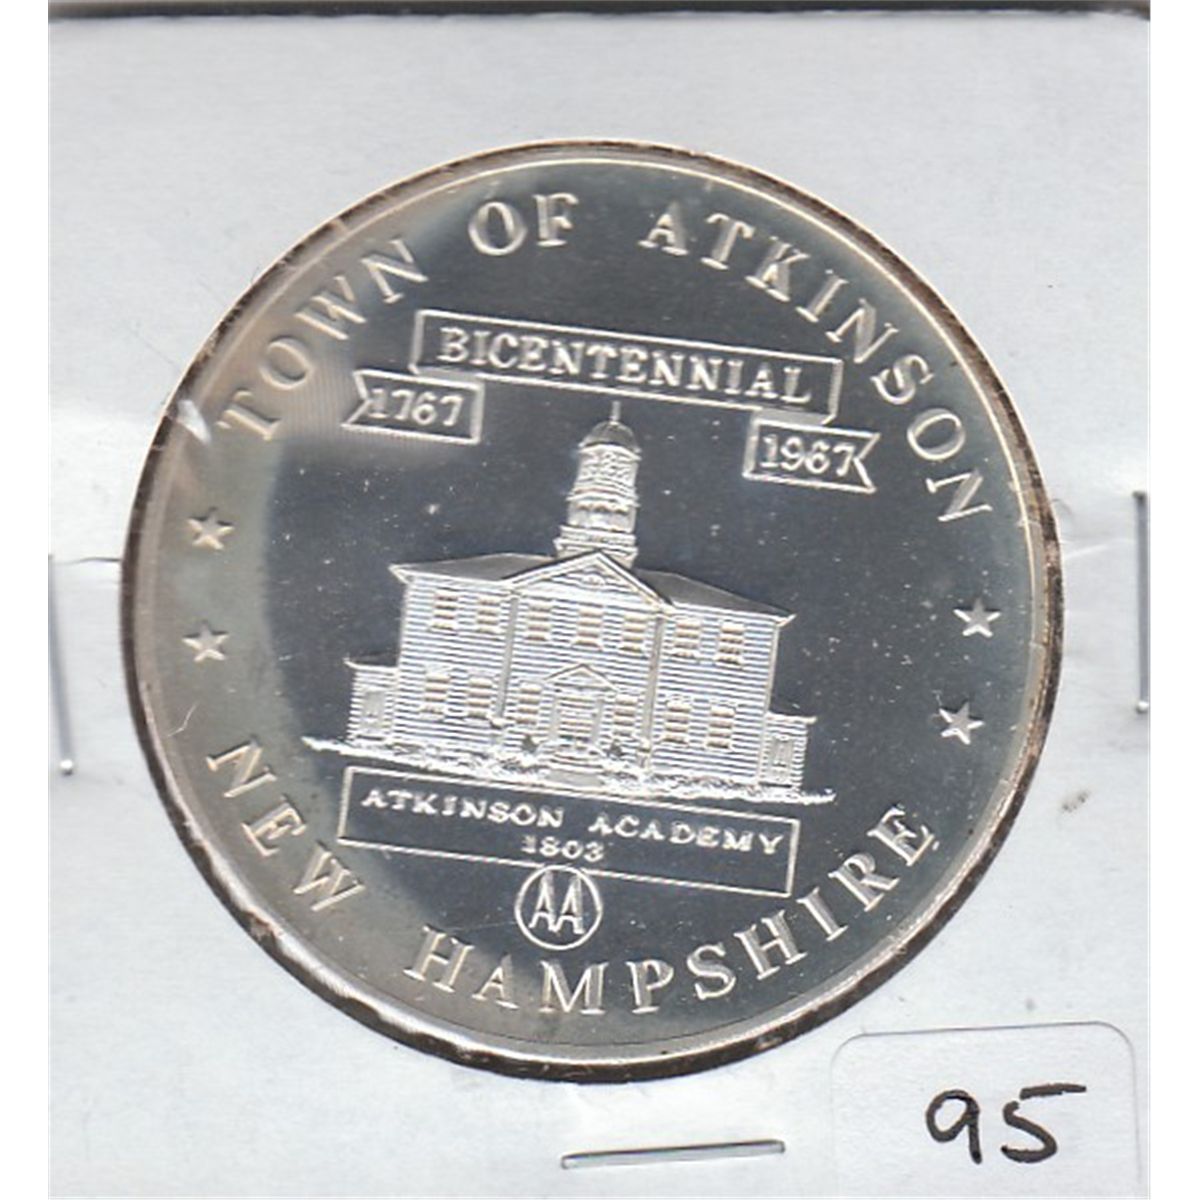 TOWN OF ATKINSON
BICENTENNIAL
1767
1967
ATKINSON ACADEMY
1803
AA
NEW HAMPSHIRE
95